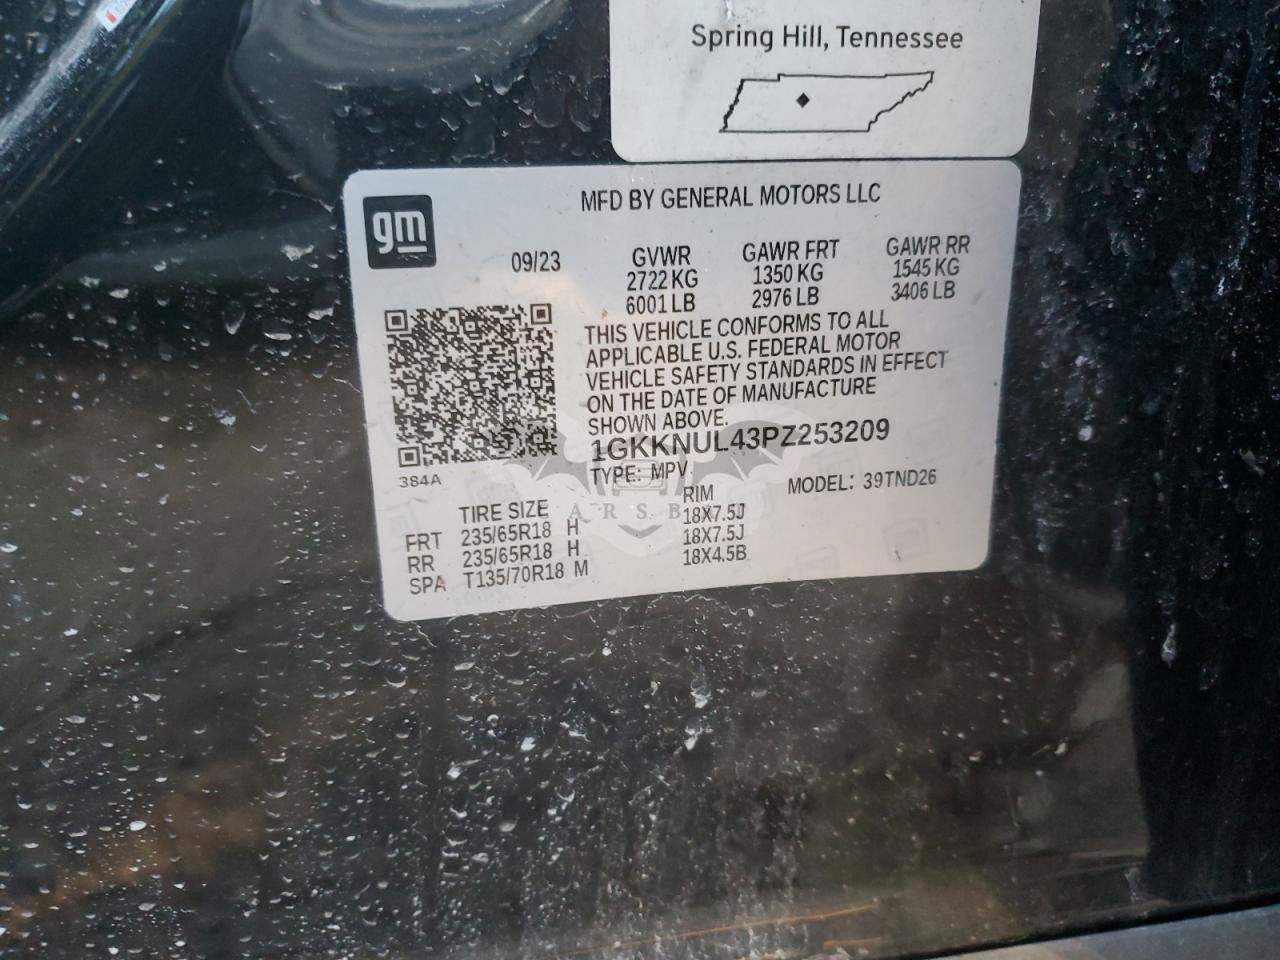 Spring Hill, Tennessee
gm
MFD BY GENERAL MOTORS LLC
09/23
GVWR GAWR FRT GAWR RR
2722 KG 1350 KG 1545 KG
6001 LB 2976 LB 3406 LB
THIS VEHICLE CONFORMS TO ALL
APPLICABLE U.S. FEDERAL MOTOR
VEHICLE SAFETY STANDARDS IN EFFECT
ON THE DATE OF MANUFACTURE
SHOWN ABOVE.
1GKKNUL43PZ253209
TYPE: MPV
MODEL: 39TND26
384A
TIRE SIZE RIM
FRT 235/65R18 H 18X7.5J
RR 235/65R18 H 18X7.5J
SPA T135/70R18 M 18X4.5B